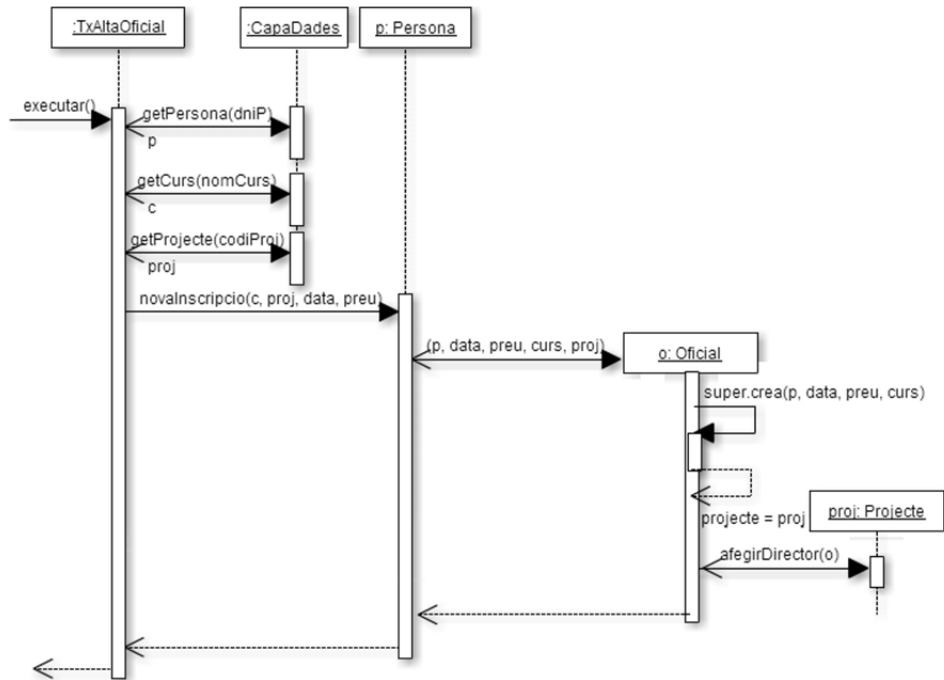 :TxAltaOficial
:CapaDades
p: Persona
executar()
getPersona(dniP)
p
getCurs(nomCurs)
c
getProjecte(codiProj)
proj
novaInscripcio(c, proj, data, preu)
(p, data, preu, curs, proj)
o: Oficial
super.crea(p, data, preu, curs)
projecte = proj
proj: Projecte
afegirDirector(o)